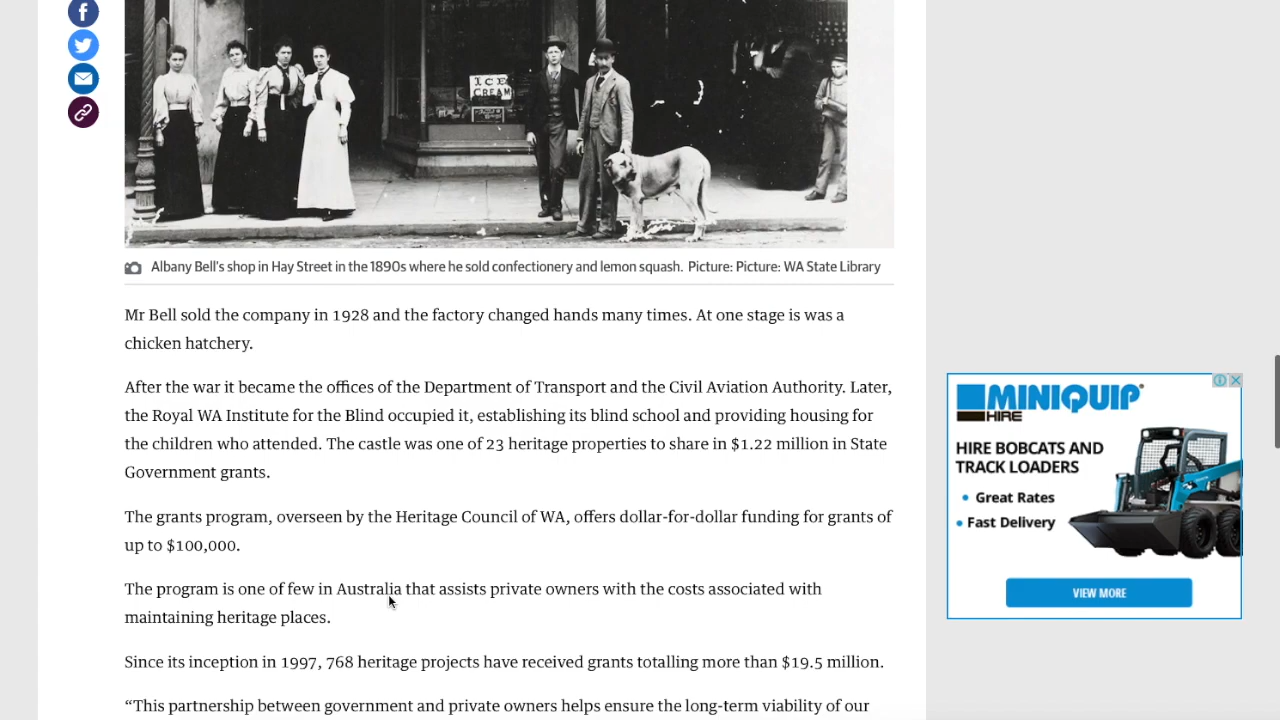 ICE
CREAM
Albany Bell's shop in Hay Street in the 1890s where he sold confectionery and lemon squash. Picture: Picture: WA State Library
Mr Bell sold the company in 1928 and the factory changed hands many times. At one stage is was a
chicken hatchery.
After the war it became the offices of the Department of Transport and the Civil Aviation Authority. Later,
the Royal WA Institute for the Blind occupied it, establishing its blind school and providing housing for
the children who attended. The castle was one of 23 heritage properties to share in $1.22 million in State
Government grants.
The grants program, overseen by the Heritage Council of WA, offers dollar-for-dollar funding for grants of
up to $100,000.
The program is one of few in Australia that assists private owners with the costs associated with
maintaining heritage places.
Since its inception in 1997, 768 heritage projects have received grants totalling more than $19.5 million.
“This partnership between government and private owners helps ensure the long-term viability of our
MINIQUIP
HIRE
HIRE BOBCATS AND
TRACK LOADERS
• Great Rates
• Fast Delivery
VIEW MORE